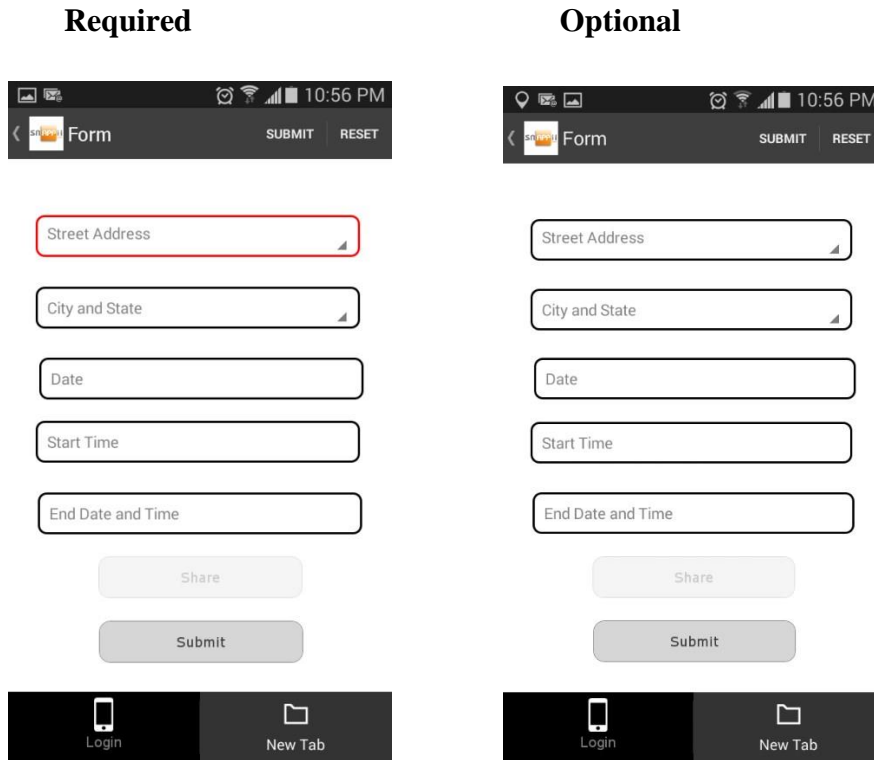 Required
Optional
10:56 PM
Form SUBMIT RESET
Street Address
City and State
Date
Start Time
End Date and Time
Share
Submit
Login New Tab
10:56 PM
Form SUBMIT RESET
Street Address
City and State
Date
Start Time
End Date and Time
Share
Submit
Login New Tab